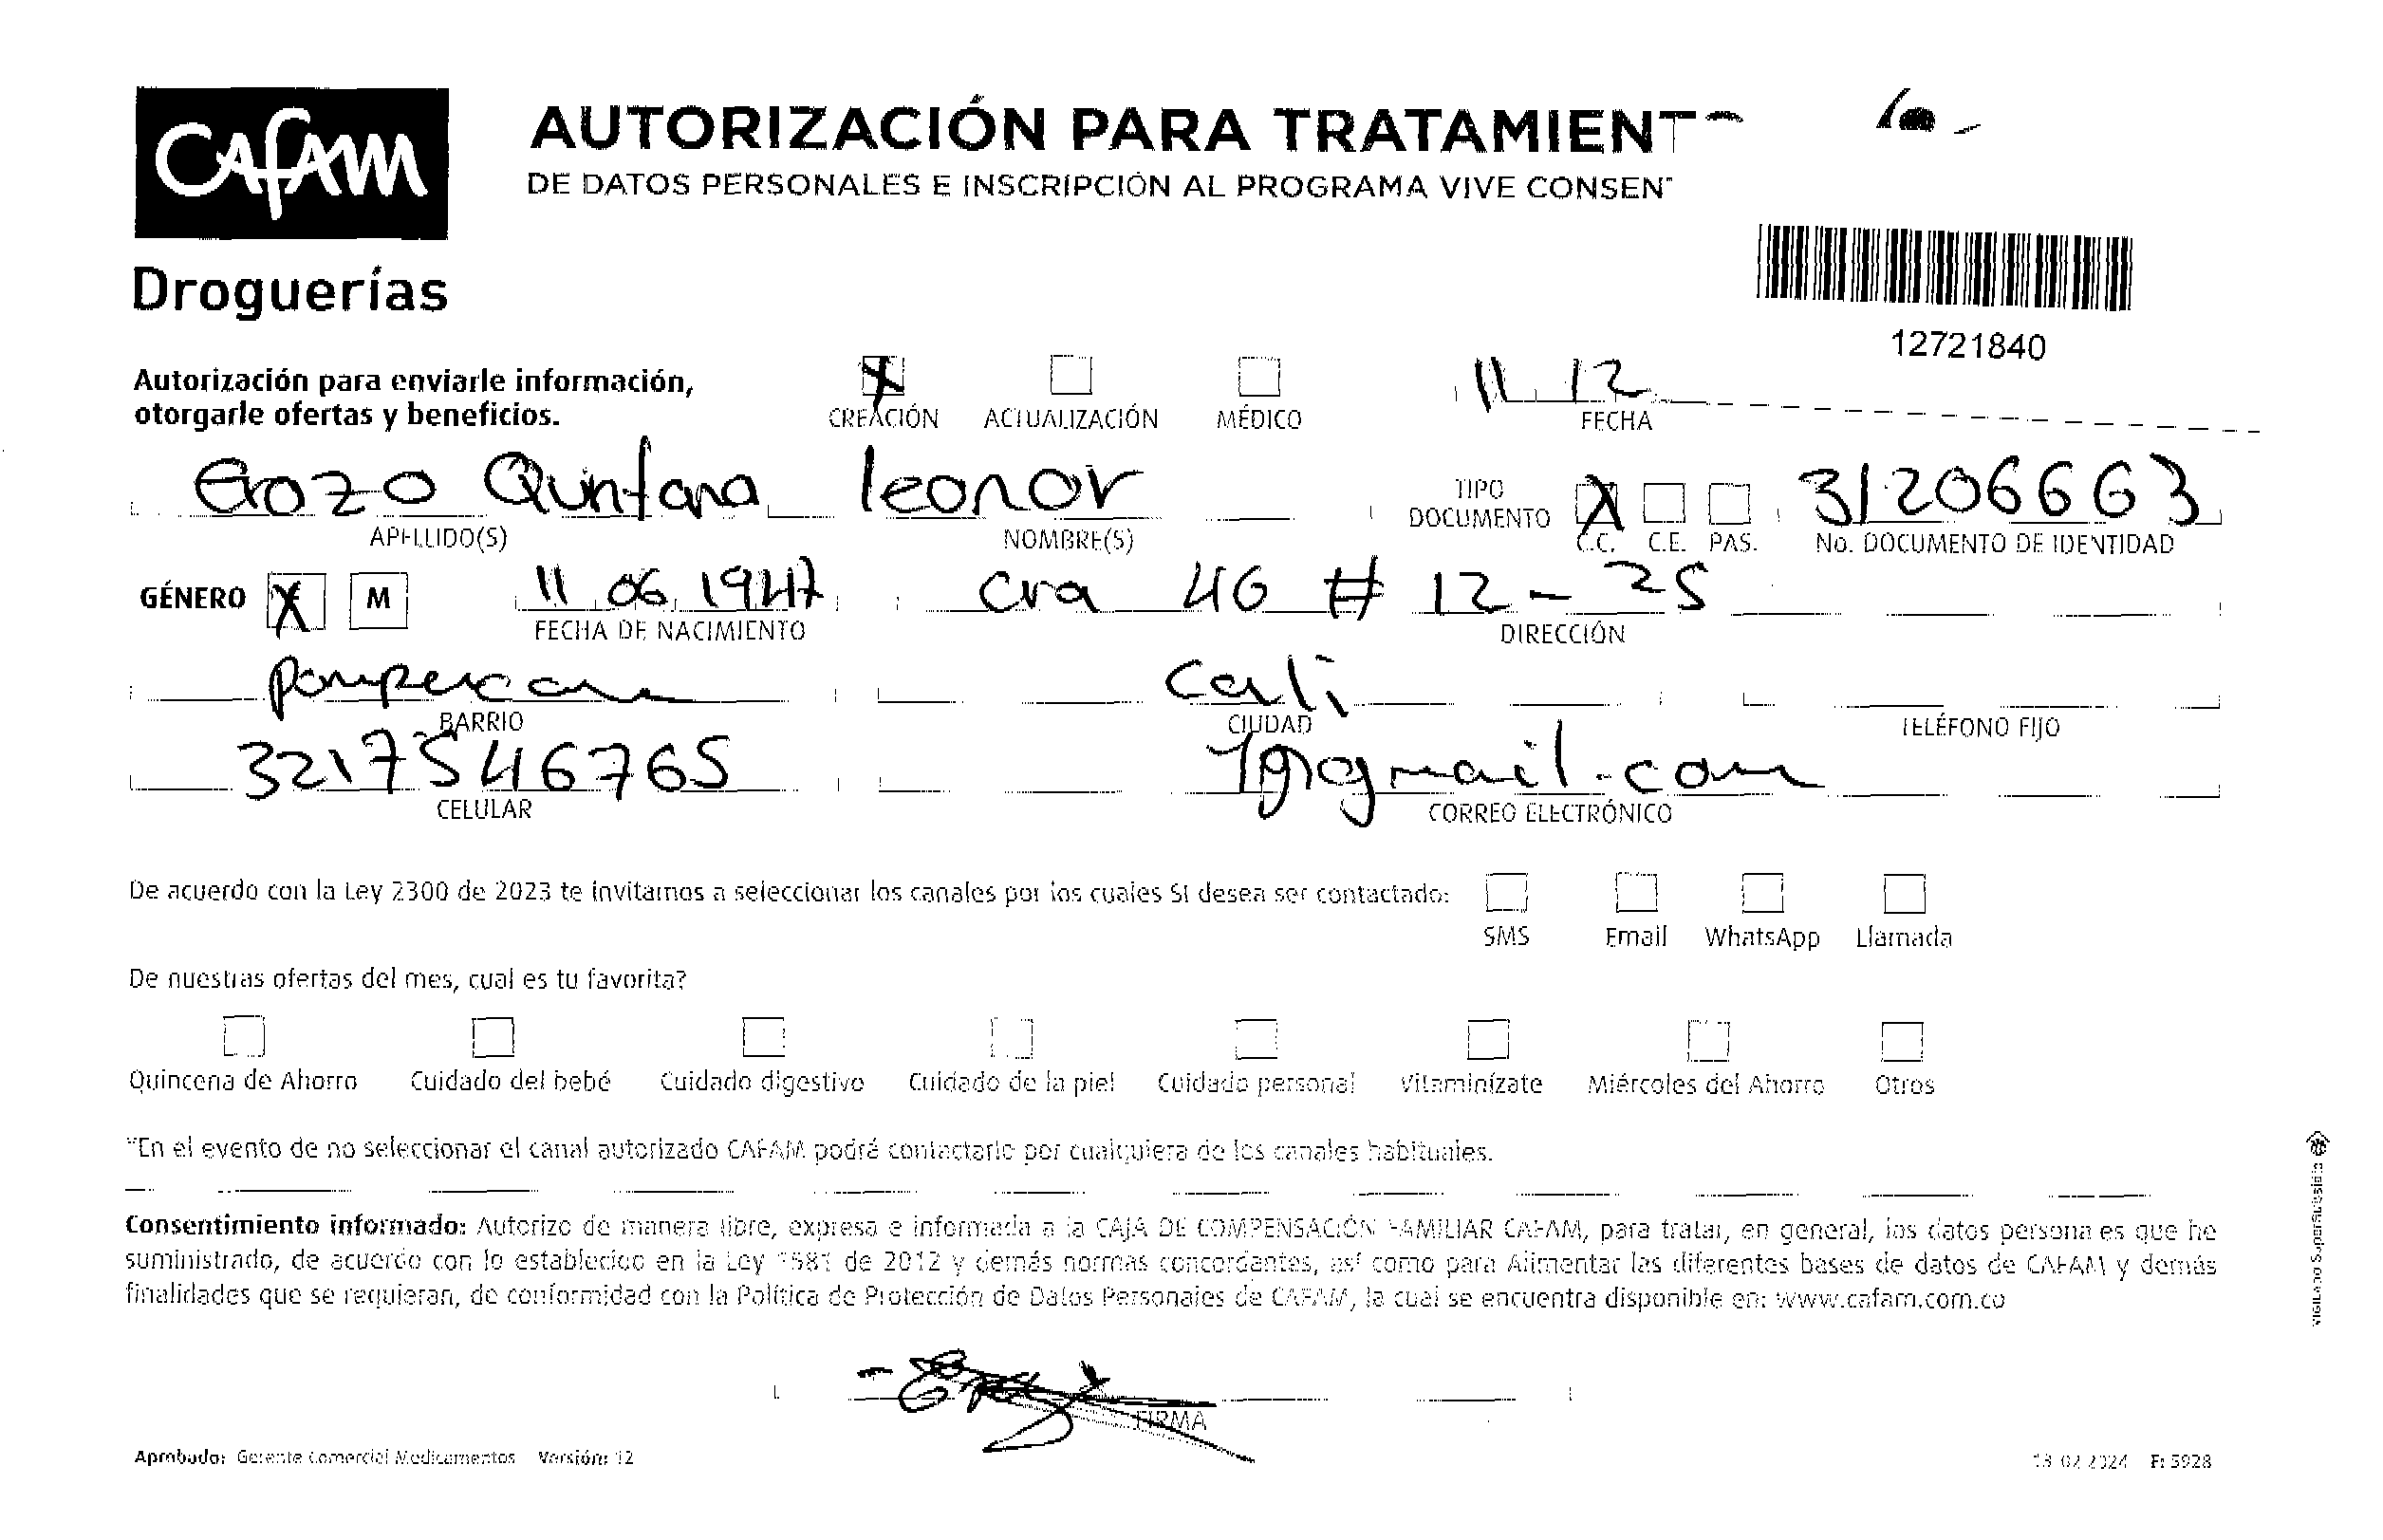 CAFAM
Droguerías
AUTORIZACIÓN PARA TRATAMIENT
DE DATOS PERSONALES E INSCRIPCIÓN AL PROGRAMA VIVE CONSEN
12721840
Autorización para enviarle información,
otorgarle ofertas y beneficios.
X CREACIÓN ACTUALIZACIÓN MÉDICO
11 12
FECHA
Erazo Quintana leonor
APELLIDO(S) NOMBRE(S)
TIPO DOCUMENTO X C.C. C.E. PAS.
31206663
No. DOCUMENTO DE IDENTIDAD
GÉNERO X M 11 06 1947 cra 46 # 12 - 25
FECHA DE NACIMIENTO DIRECCIÓN
cali
BARRIO CIUDAD TELÉFONO FIJO
3217546765 gmail.com
CELULAR CORREO ELECTRÓNICO
De acuerdo con la Ley 2300 de 2023 te invitamos a seleccionar los canales por los cuales SI desea ser contactado:
SMS Email WhatsApp Llamada
De nuestras ofertas del mes, cual es tu favorita?
Quincena de Ahorro Cuidado del bebé Cuidado digestivo Cuidado de la piel Cuidado personal Vitaminízate Miércoles del Ahorro Otros
"En el evento de no seleccionar el canal autorizado CAFAM podrá contactarlo por cualquiera de los canales habituales.
Consentimiento informado: Autorizo de manera libre, expresa e informada a la CAJA DE COMPENSACIÓN FAMILIAR CAFAM, para tratar, en general, los datos personales que he
suministrado, de acuerdo con lo establecido en la Ley 1581 de 2012 y demás normas concordantes, así como para Alimentar las diferentes bases de datos de CAFAM y demás
finalidades que se requieran, de conformidad con la Política de Protección de Datos Personales de CAFAM, la cual se encuentra disponible en: www.cafam.com.co
FIRMA
Aprobado: Gerente Comercial Medicamentos Versión: 12
13 02 2024 F: 5928
VIGILADO SuperSubsidio